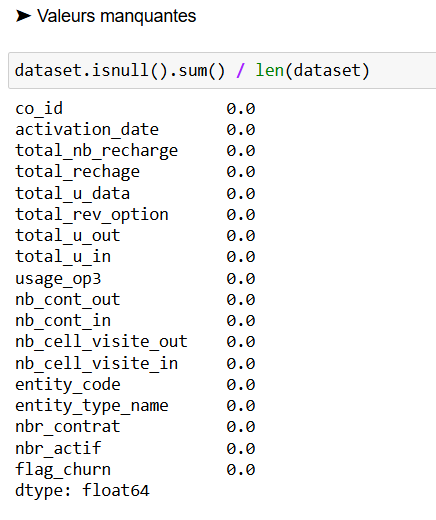 ➤ Valeurs manquantes
dataset.isnull().sum() / len(dataset)
co_id 0.0
activation_date 0.0
total_nb_recharge 0.0
total_rechage 0.0
total_u_data 0.0
total_rev_option 0.0
total_u_out 0.0
total_u_in 0.0
usage_op3 0.0
nb_cont_out 0.0
nb_cont_in 0.0
nb_cell_visite_out 0.0
nb_cell_visite_in 0.0
entity_code 0.0
entity_type_name 0.0
nbr_contrat 0.0
nbr_actif 0.0
flag_churn 0.0
dtype: float64